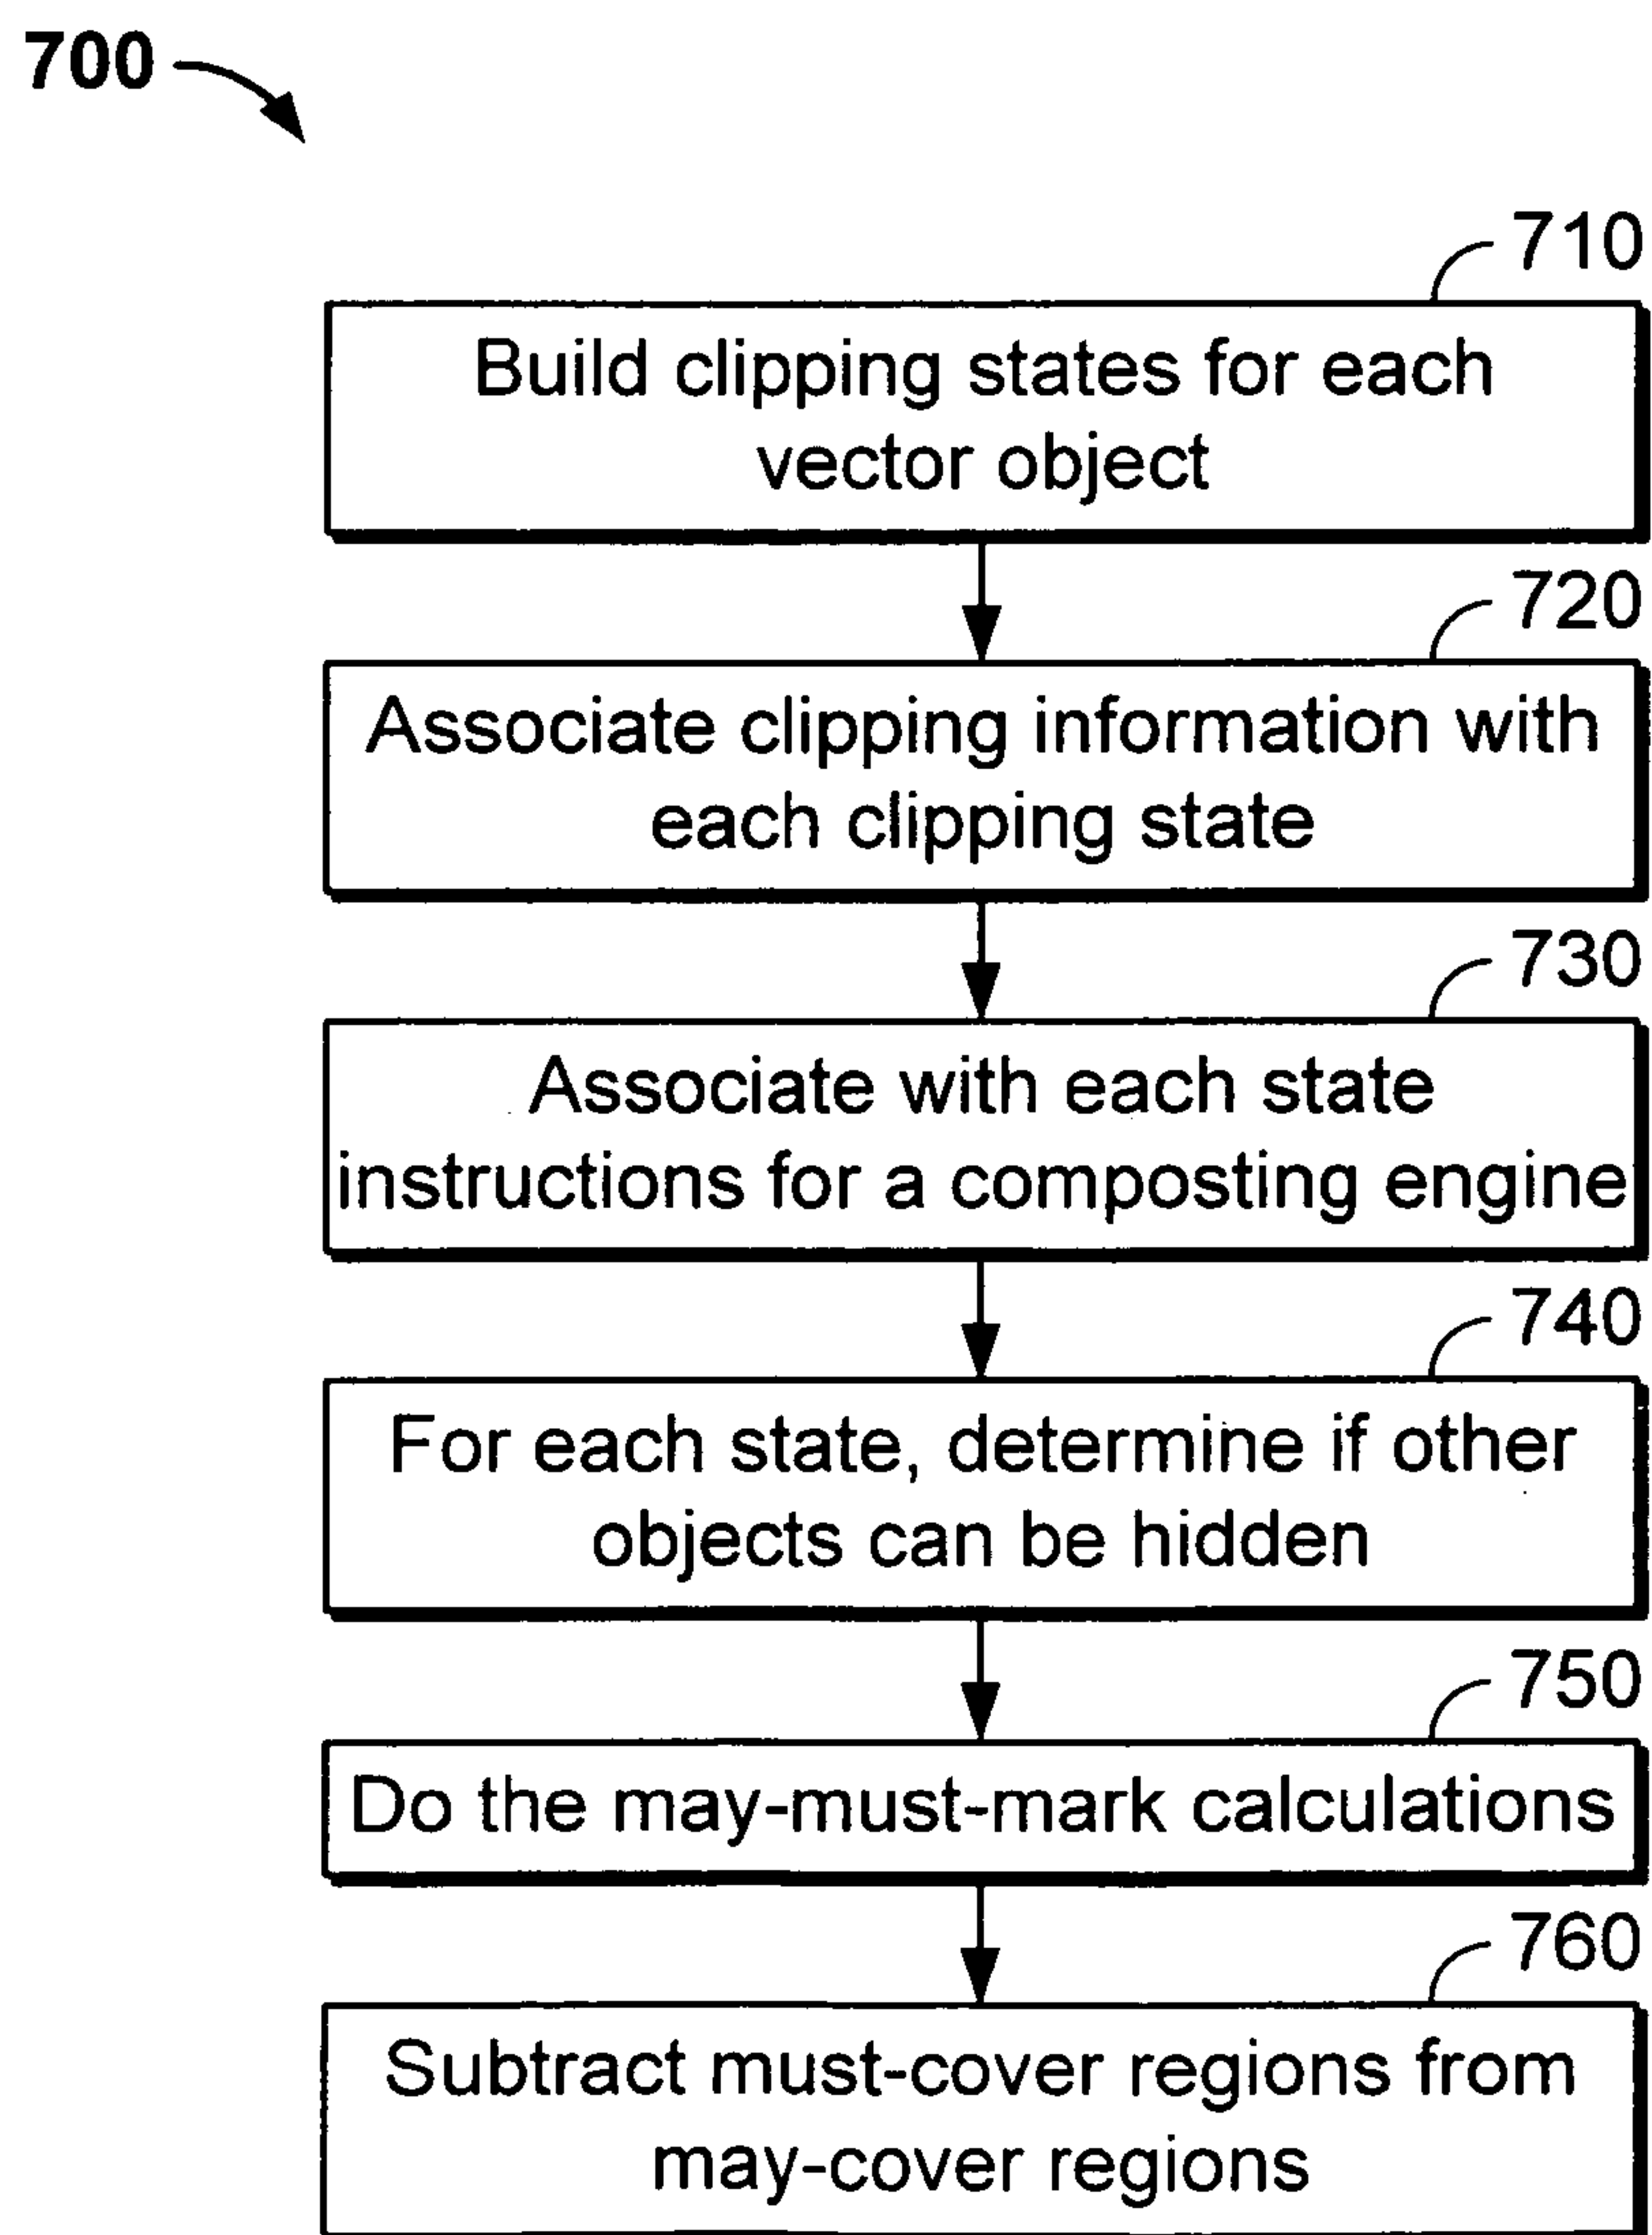 700
710
Build clipping states for each
vector object
720
Associate clipping information with
each clipping state
730
Associate with each state
instructions for a composting engine
740
For each state, determine if other
objects can be hidden
750
Do the may-must-mark calculations
760
Subtract must-cover regions from
may-cover regions